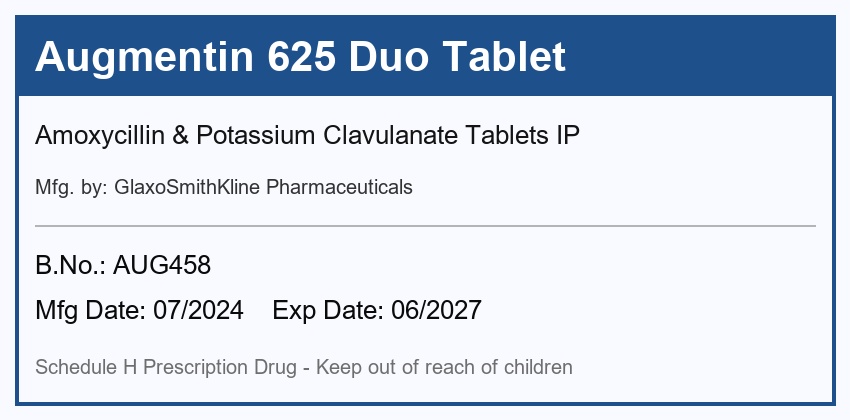 Augmentin 625 Duo Tablet
Amoxycillin & Potassium Clavulanate Tablets IP
Mfg. by: GlaxoSmithKline Pharmaceuticals
B.No.: AUG458
Mfg Date: 07/2024    Exp Date: 06/2027
Schedule H Prescription Drug - Keep out of reach of children